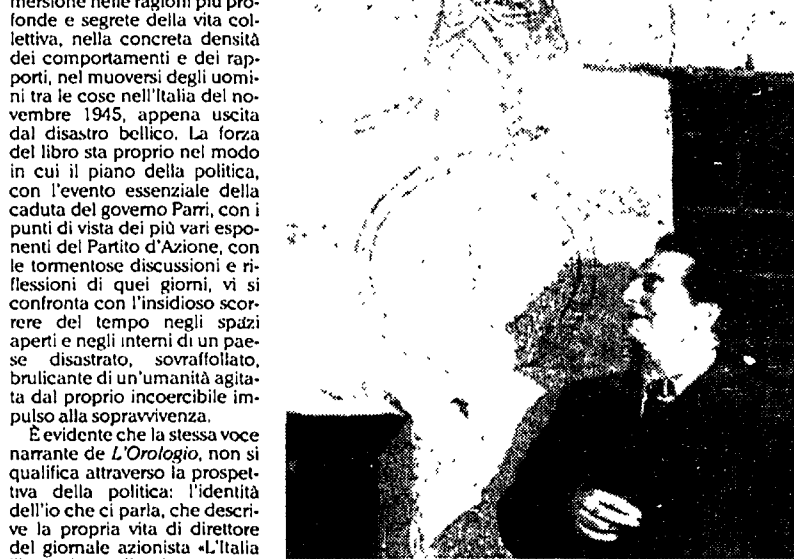 mersione nelle ragioni più pro-
fonde e segrete della vita col-
lettiva, nella concreta densità
dei comportamenti e dei rap-
porti, nel muoversi degli uomi-
ni tra le cose nell'Italia del no-
vembre 1945, appena uscita
dal disastro bellico. La forza
del libro sta proprio nel modo
in cui il piano della politica,
con l'evento essenziale della
caduta del governo Parri, con i
punti di vista dei più vari espo-
nenti del Partito d'Azione, con
le tormentose discussioni e ri-
flessioni di quei giorni, vi si
confronta con l'insidioso scor-
rere del tempo negli spazi
aperti e negli interni di un pae-
se disastrato, sovraffollato,
brulicante di un'umanità agita-
ta dal proprio incoercibile im-
pulso alla sopravvivenza.
È evidente che la stessa voce
narrante de L'Orologio, non si
qualifica attraverso la prospet-
tiva della politica: l'identità
dell'io che ci parla, che descri-
ve la propria vita di direttore
del giornale azionista «L'Italia